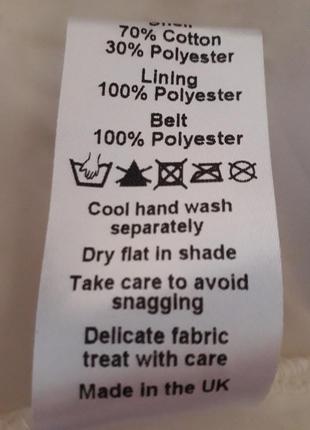 Shell
70% Cotton
30% Polyester
Lining
100% Polyester
Belt
100% Polyester
Cool hand wash
separately
Dry flat in shade
Take care to avoid
snagging
Delicate fabric
treat with care
Made in the UK